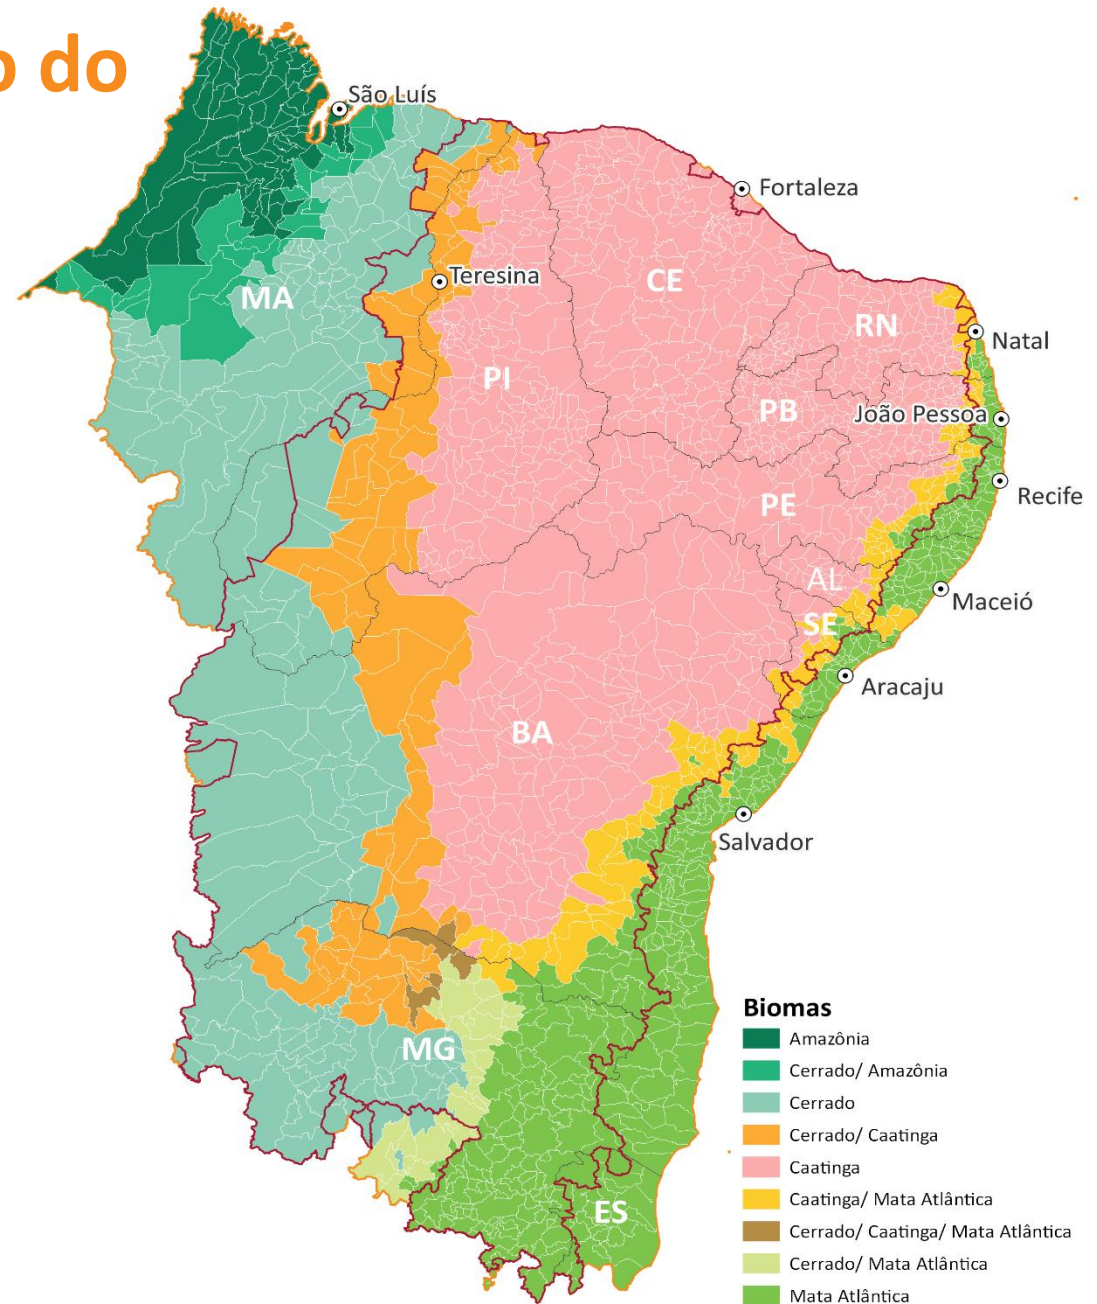 o do
São Luís
Fortaleza
Teresina
CE
MA
RN
Natal
PI
PB
João Pessoa
Recife
PE
AL
Maceió
SE
Aracaju
BA
Salvador
Biomas
Amazônia
MG
Cerrado/ Amazônia
Cerrado
Cerrado/ Caatinga
Caatinga
Caatinga/ Mata Atlântica
ES
Cerrado/ Caatinga/ Mata Atlântica
Cerrado/ Mata Atlântica
Mata Atlântica